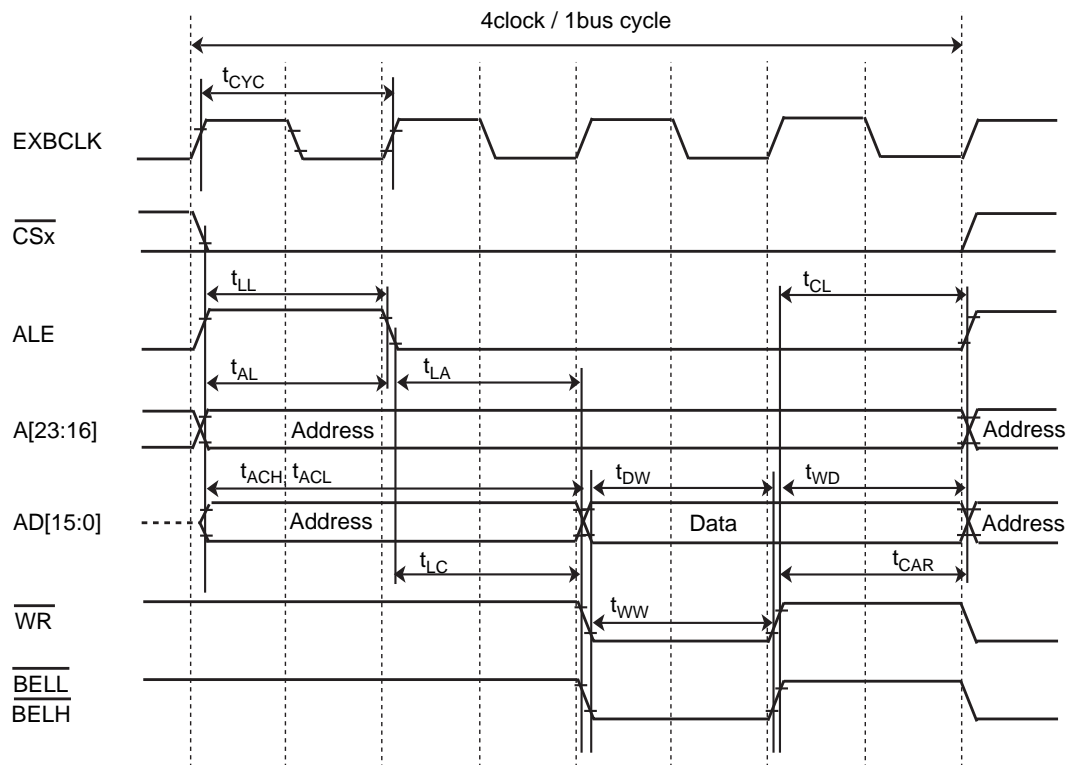 4clock / 1bus cycle
tCYC
EXBCLK
CSx
tLL
tCL
ALE
tAL
tLA
A[23:16]
Address
Address
tACH, tACL
tDW
tWD
AD[15:0]
Address
Data
Address
tLC
tCAR
WR
tWW
BELL
BELH